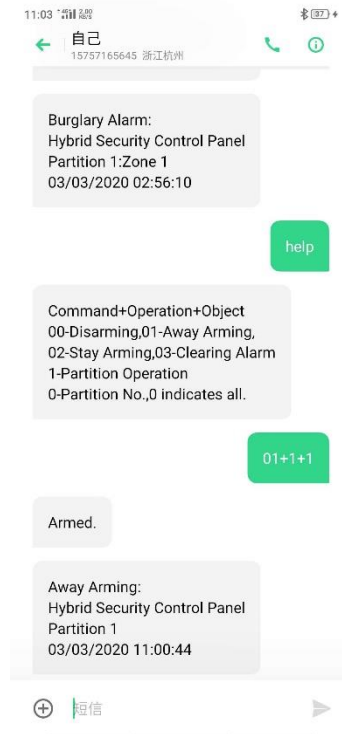 11:03
自己
15757165645 浙江杭州
Burglary Alarm:
Hybrid Security Control Panel
Partition 1:Zone 1
03/03/2020 02:56:10
help
Command+Operation+Object
00-Disarming,01-Away Arming,
02-Stay Arming,03-Clearing Alarm
1-Partition Operation
0-Partition No.,0 indicates all.
01+1+1
Armed.
Away Arming:
Hybrid Security Control Panel
Partition 1
03/03/2020 11:00:44
短信